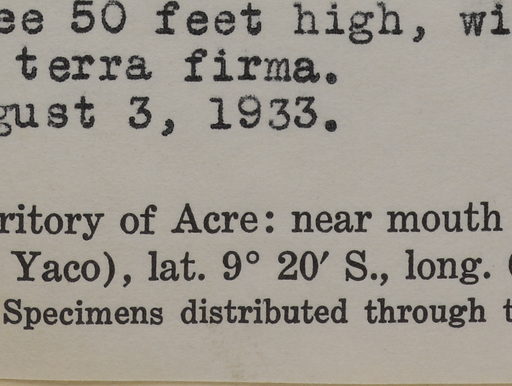 ee 50 feet high, wi
terra firma.
gust 3, 1933.
ritory of Acre: near mouth
Yaco), lat. 9° 20′ S., long.
Specimens distributed through t